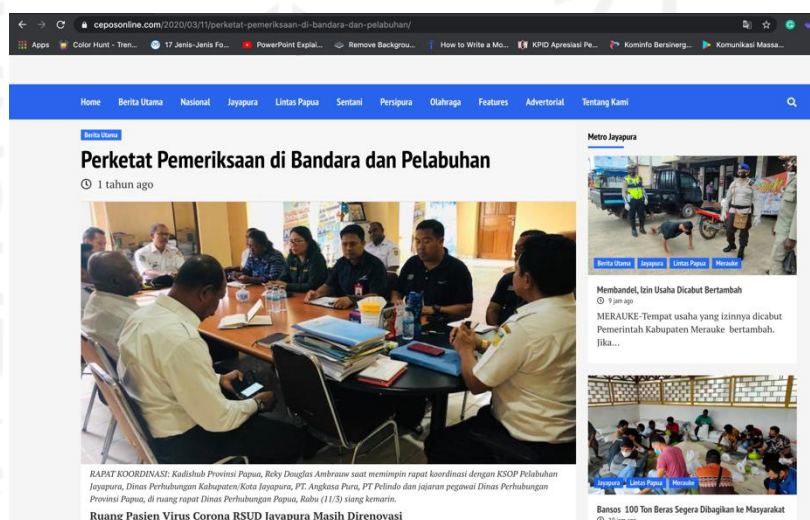 ceposonline.com/2020/03/11/perketat-pemeriksaan-di-bandara-dan-pelabuhan/
Apps
Color Hunt - Tren...
17 Jenis-Jenis Fo...
PowerPoint Explai...
Remove Backgrou...
How to Write a Mo...
KPID Apresiasi Pe...
Kominfo Bersinerg...
Komunikasi Massa...
Home Berita Utama Nasional Jayapura Lintas Papua Sentani Persipura Olahraga Features Advertorial Tentang Kami
Berita Utama
Perketat Pemeriksaan di Bandara dan Pelabuhan
1 tahun ago
RAPAT KOORDINASI: Kadishub Provinsi Papua, Reky Douglas Ambrauw saat memimpin rapat koordinasi dengan KSOP Pelabuhan
Jayapura, Dinas Perhubungan Kabupaten/Kota Jayapura, PT. Angkasa Pura, PT Pelindo dan jajaran pegawai Dinas Perhubungan
Provinsi Papua, di ruang rapat Dinas Perhubungan Papua, Rabu (11/3) siang kemarin.
Ruang Pasien Virus Corona RSUD Jayapura Masih Direnovasi
Metro Jayapura
Berita Utama Jayapura Lintas Papua Merauke
Membandel, Izin Usaha Dicabut Bertambah
9 jam ago
MERAUKE-Tempat usaha yang izinnya dicabut
Pemerintah Kabupaten Merauke bertambah.
Jika...
Jayapura Lintas Papua Merauke
Bansos 100 Ton Beras Segera Dibagikan ke Masyarakat